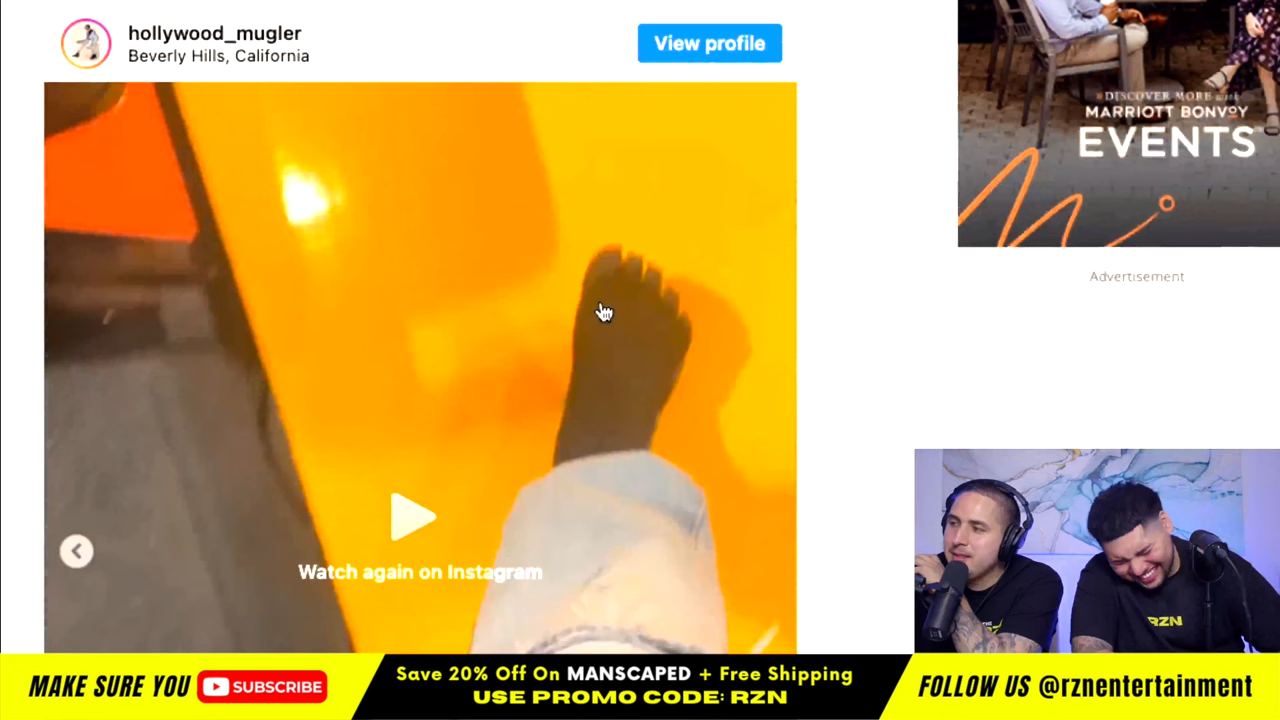 hollywood_mugler
Beverly Hills, California
View profile
#DISCOVER MORE with
MARRIOTT BONVOY
EVENTS
Advertisement
Watch again on Instagram
RZN
MAKE SURE YOU SUBSCRIBE
Save 20% Off On MANSCAPED + Free Shipping
USE PROMO CODE: RZN
FOLLOW US @rznentertainment